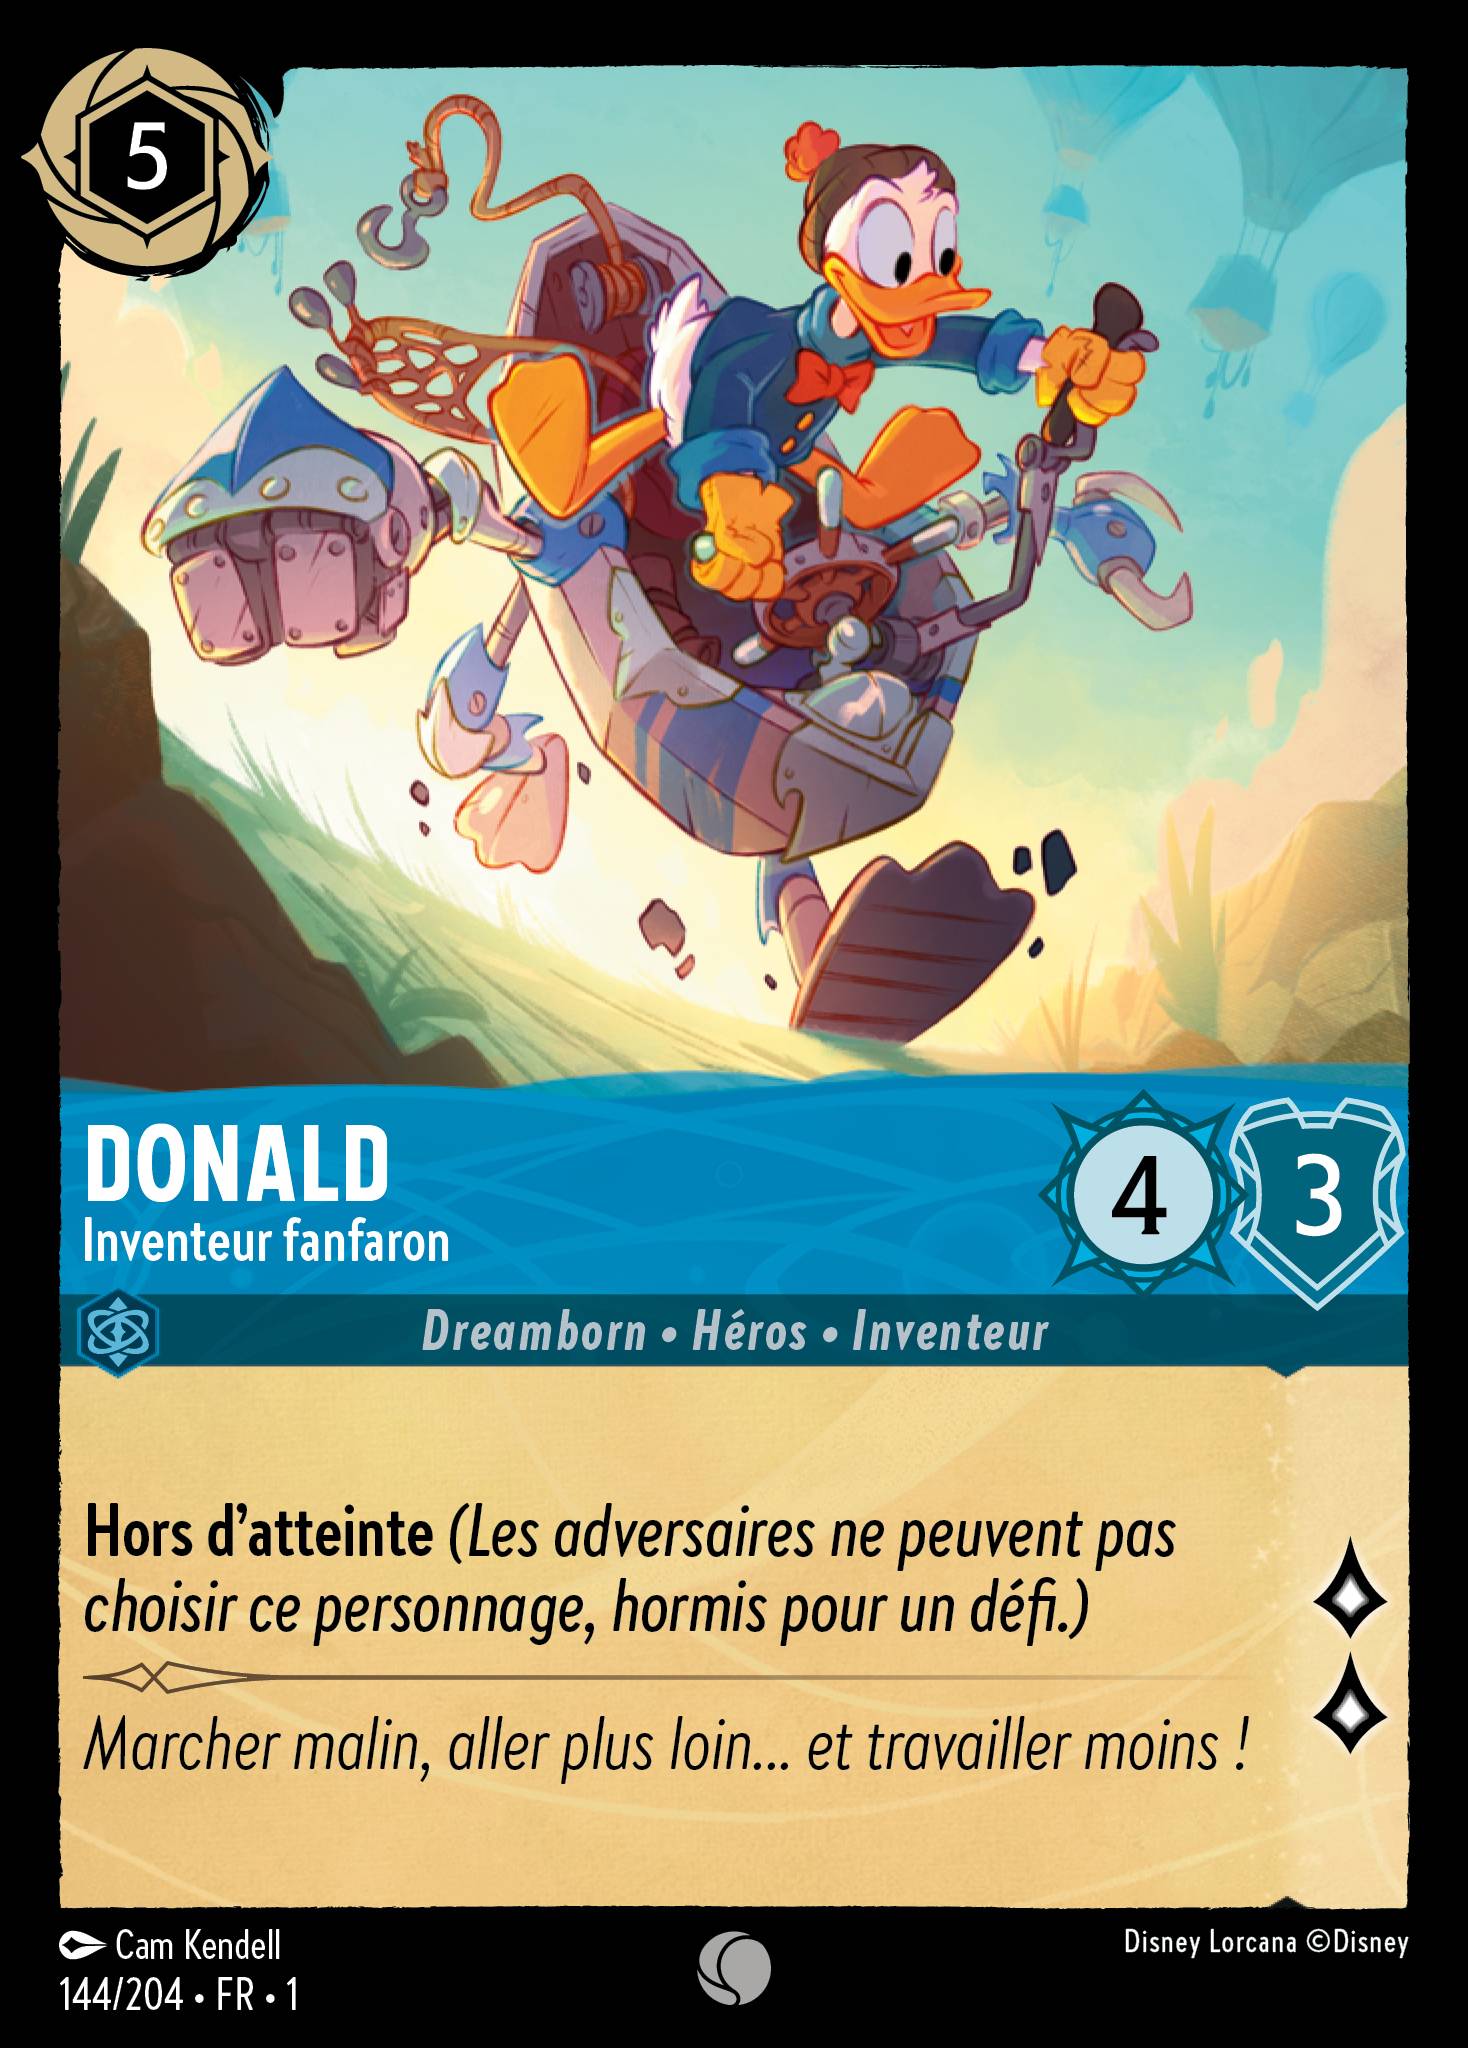 5
DONALD
Inventeur fanfaron
4
3
Dreamborn • Héros • Inventeur
Hors d’atteinte (Les adversaires ne peuvent pas
choisir ce personnage, hormis pour un défi.)
Marcher malin, aller plus loin... et travailler moins !
Cam Kendell
Disney Lorcana ©Disney
144/204 • FR • 1